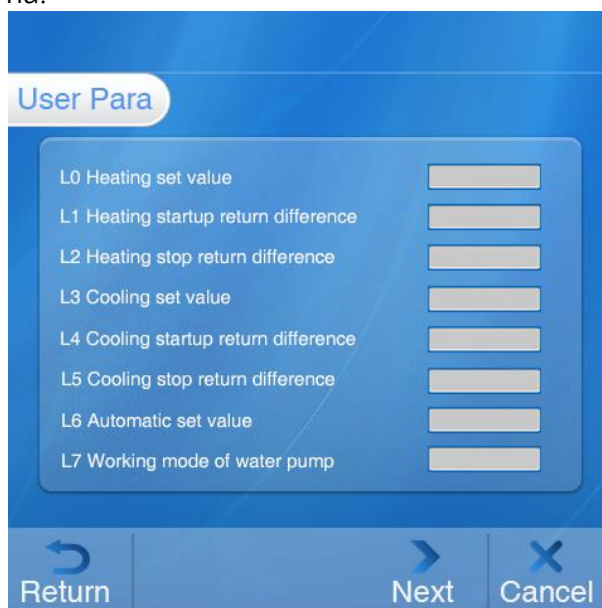 User Para
L0 Heating set value
L1 Heating startup return difference
L2 Heating stop return difference
L3 Cooling set value
L4 Cooling startup return difference
L5 Cooling stop return difference
L6 Automatic set value
L7 Working mode of water pump
Return Next Cancel